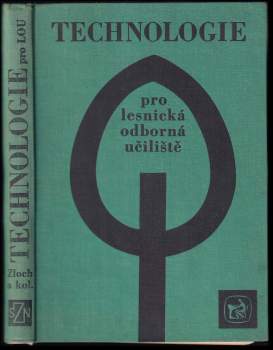 TECHNOLOGIE
pro
lesnická
odborná
učiliště
TECHNOLOGIE pro LOU
Zloch
a kol.
SZN